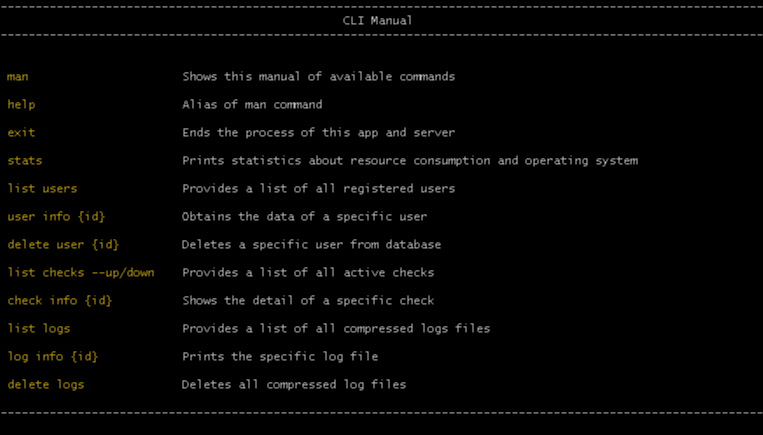 CLI Manual
man Shows this manual of available commands
help Alias of man command
exit Ends the process of this app and server
stats Prints statistics about resource consumption and operating system
list users Provides a list of all registered users
user info {id} Obtains the data of a specific user
delete user {id} Deletes a specific user from database
list checks --up/down Provides a list of all active checks
check info {id} Shows the detail of a specific check
list logs Provides a list of all compressed logs files
log info {id} Prints the specific log file
delete logs Deletes all compressed log files